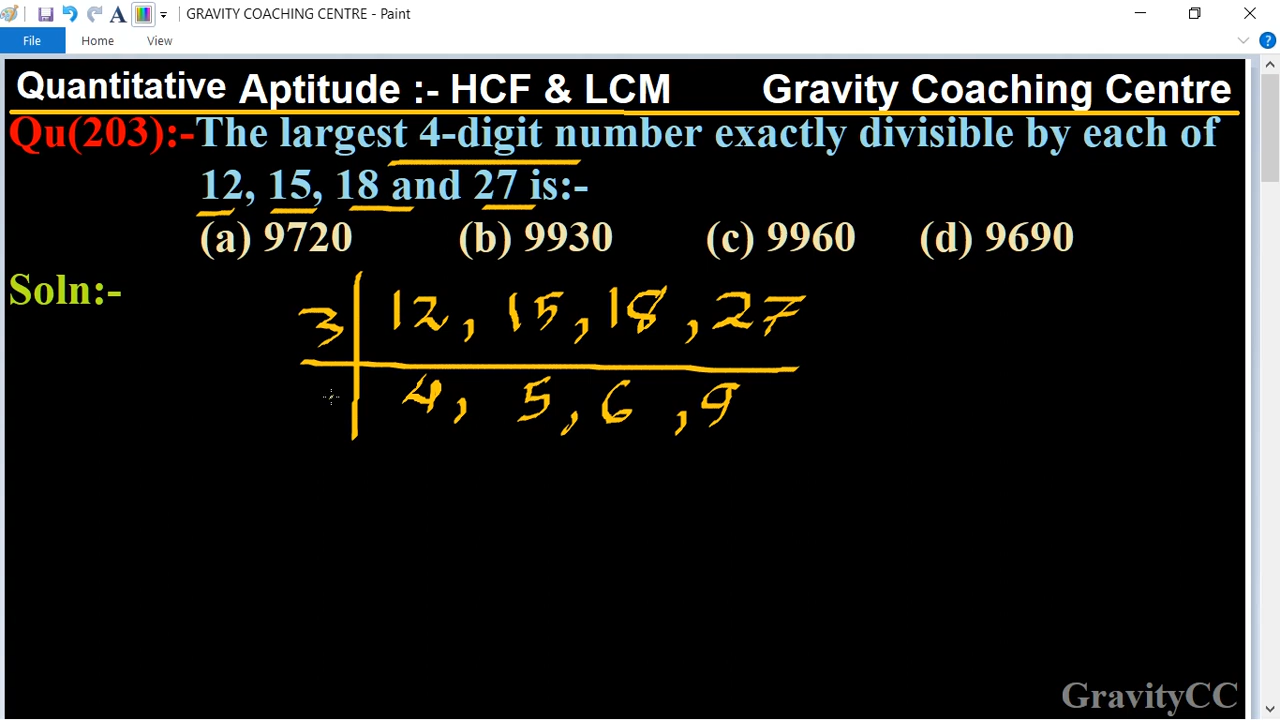 GRAVITY COACHING CENTRE - Paint
File Home View
Quantitative Aptitude :- HCF & LCM Gravity Coaching Centre
Qu(203):-The largest 4-digit number exactly divisible by each of
12, 15, 18 and 27 is:-
(a) 9720 (b) 9930 (c) 9960 (d) 9690
Soln:-
3 12, 15, 18, 27
4, 5, 6, 9
GravityCC